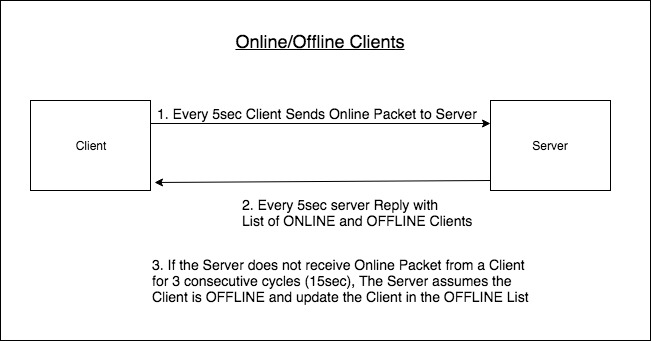 Online/Offline Clients
1. Every 5sec Client Sends Online Packet to Server
Client
Server
2. Every 5sec server Reply with
List of ONLINE and OFFLINE Clients
3. If the Server does not receive Online Packet from a Client
for 3 consecutive cycles (15sec), The Server assumes the
Client is OFFLINE and update the Client in the OFFLINE List